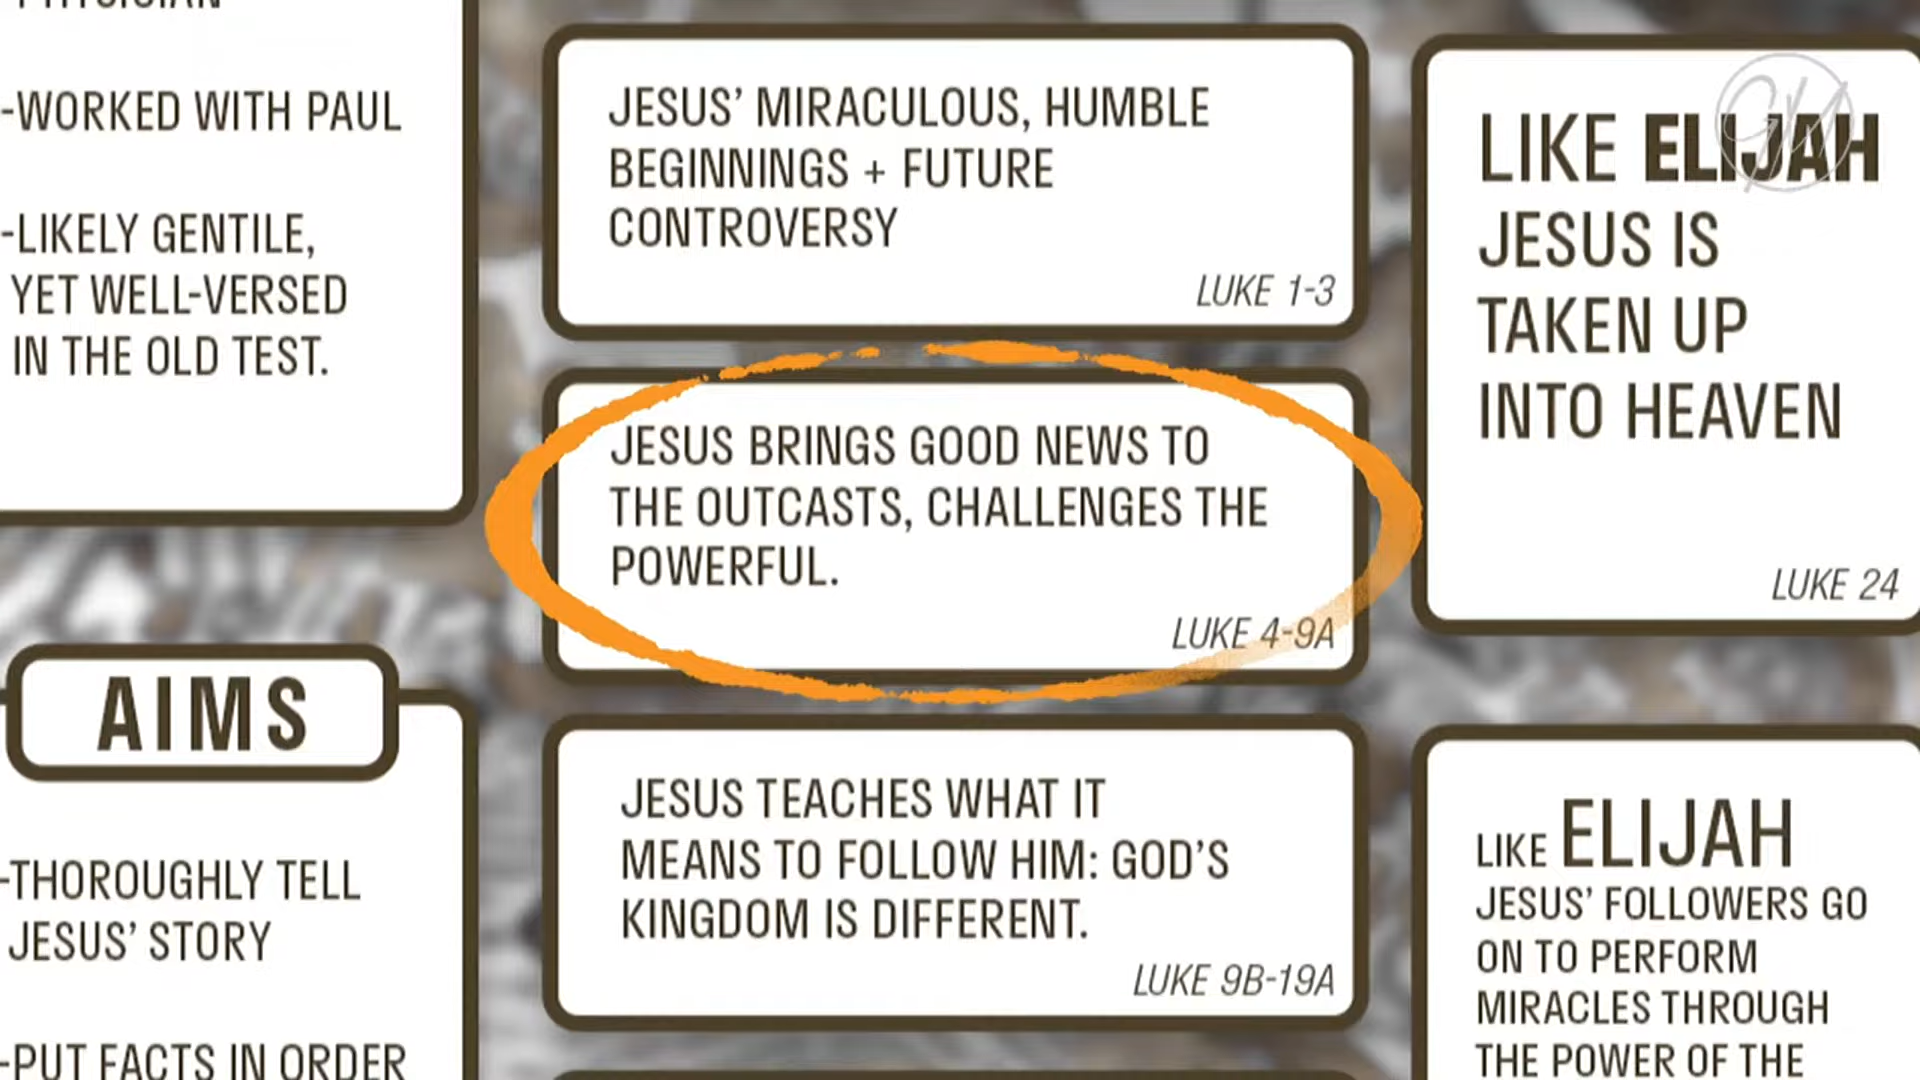 PHYSICIAN
-WORKED WITH PAUL
-LIKELY GENTILE,
YET WELL-VERSED
IN THE OLD TEST.
AIMS
-THOROUGHLY TELL
JESUS' STORY
-PUT FACTS IN ORDER
JESUS' MIRACULOUS, HUMBLE
BEGINNINGS + FUTURE
CONTROVERSY
LUKE 1-3
JESUS BRINGS GOOD NEWS TO
THE OUTCASTS, CHALLENGES THE
POWERFUL.
LUKE 4-9A
JESUS TEACHES WHAT IT
MEANS TO FOLLOW HIM: GOD'S
KINGDOM IS DIFFERENT.
LUKE 9B-19A
LIKE ELIJAH
JESUS IS
TAKEN UP
INTO HEAVEN
LUKE 24
LIKE ELIJAH
JESUS' FOLLOWERS GO
ON TO PERFORM
MIRACLES THROUGH
THE POWER OF THE
GM